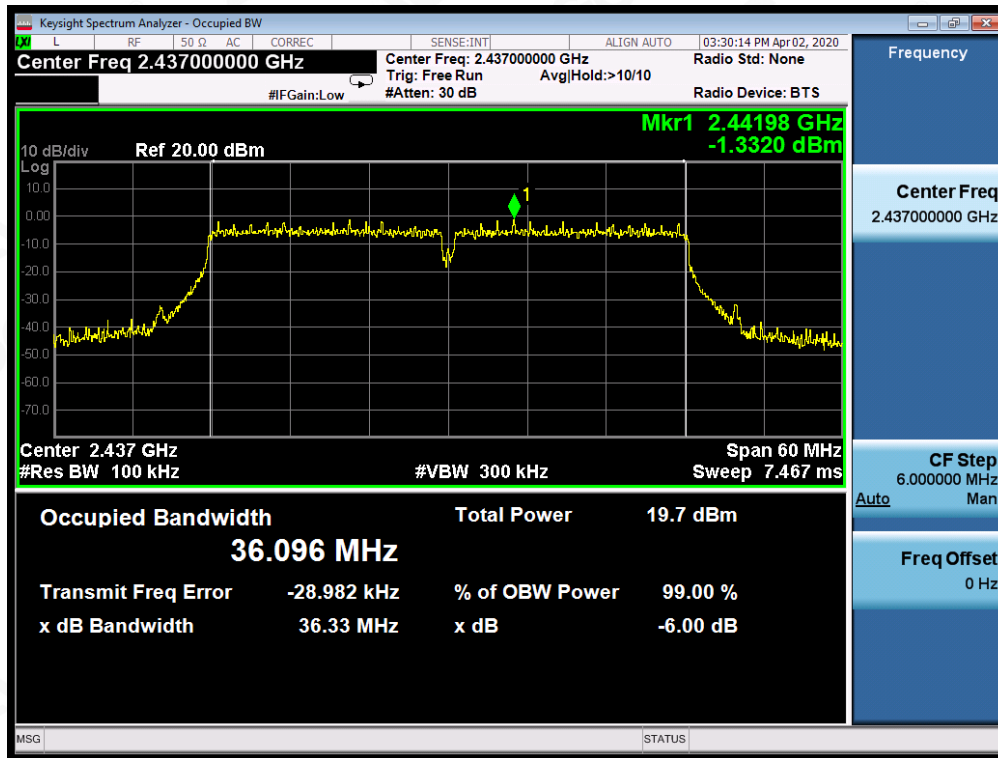 Keysight Spectrum Analyzer - Occupied BW
LXI L RF 50 Ω AC CORREC SENSE:INT ALIGN AUTO 03:30:14 PM Apr 02, 2020
Center Freq 2.437000000 GHz
Center Freq: 2.437000000 GHz
Radio Std: None
Trig: Free Run Avg|Hold:>10/10
#IFGain:Low
#Atten: 30 dB
Radio Device: BTS
Mkr1 2.44198 GHz
-1.3320 dBm
10 dB/div Ref 20.00 dBm
Log
1
10.0
0.00
-10.0
-20.0
-30.0
-40.0
-50.0
-60.0
-70.0
Center 2.437 GHz Span 60 MHz
#Res BW 100 kHz #VBW 300 kHz Sweep 7.467 ms
Occupied Bandwidth Total Power 19.7 dBm
36.096 MHz
Transmit Freq Error -28.982 kHz % of OBW Power 99.00 %
x dB Bandwidth 36.33 MHz x dB -6.00 dB
MSG STATUS
Frequency
Center Freq
2.437000000 GHz
CF Step
6.000000 MHz
Auto Man
Freq Offset
0 Hz